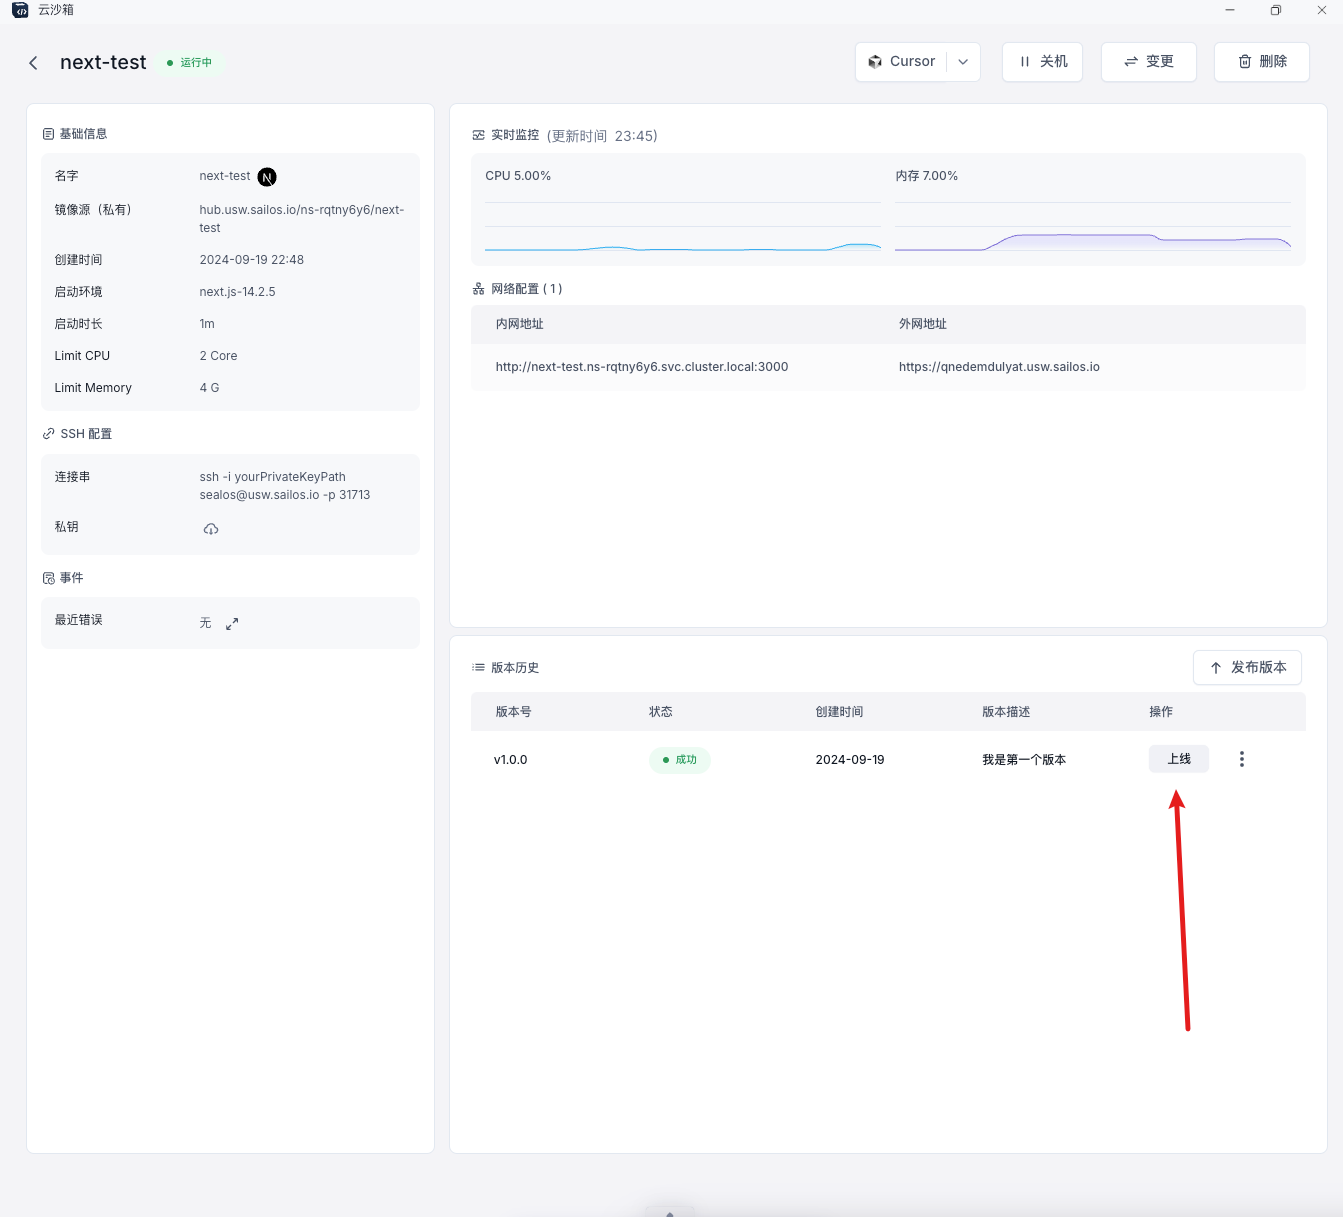 云沙箱
next-test
运行中
Cursor
关机
变更
删除
基础信息
名字 next-test
镜像源（私有） hub.usw.sailos.io/ns-rqtny6y6/next-
test
创建时间 2024-09-19 22:48
启动环境 next.js-14.2.5
启动时长 1m
Limit CPU 2 Core
Limit Memory 4 G
SSH 配置
连接串 ssh -i yourPrivateKeyPath
sealos@usw.sailos.io -p 31713
私钥
事件
最近错误 无
实时监控 (更新时间 23:45)
CPU 5.00% 内存 7.00%
网络配置 ( 1 )
内网地址 外网地址
http://next-test.ns-rqtny6y6.svc.cluster.local:3000 https://qnedemdulyat.usw.sailos.io
版本历史
发布版本
版本号 状态 创建时间 版本描述 操作
v1.0.0 成功 2024-09-19 我是第一个版本 上线